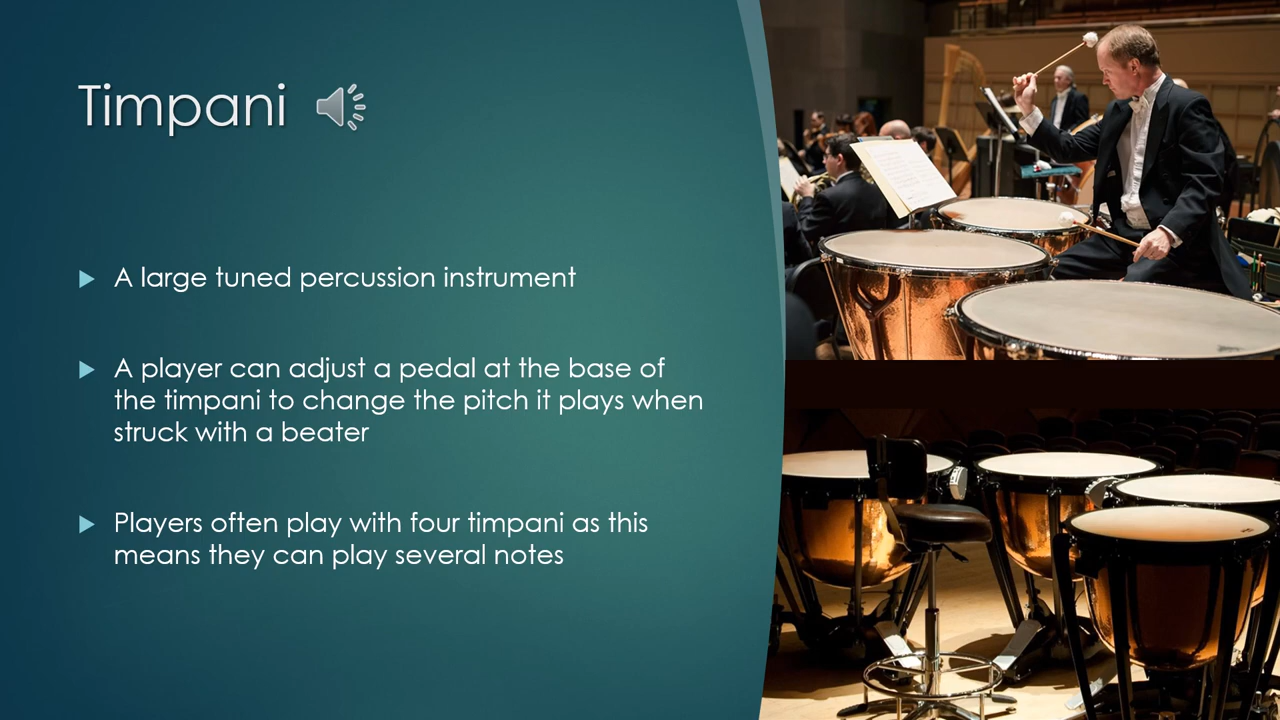 Timpani
A large tuned percussion instrument
A player can adjust a pedal at the base of
the timpani to change the pitch it plays when
struck with a beater
Players often play with four timpani as this
means they can play several notes